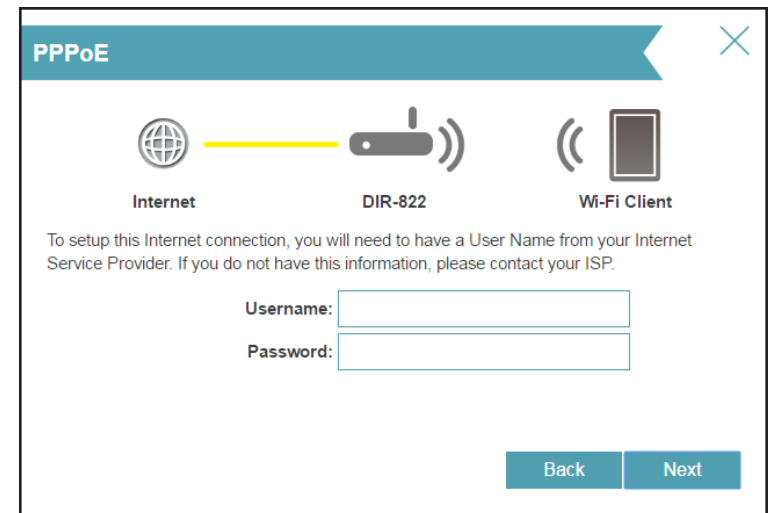 PPPoE
Internet
DIR-822
Wi-Fi Client
To setup this Internet connection, you will need to have a User Name from your Internet
Service Provider. If you do not have this information, please contact your ISP.
Username:
Password:
Back
Next